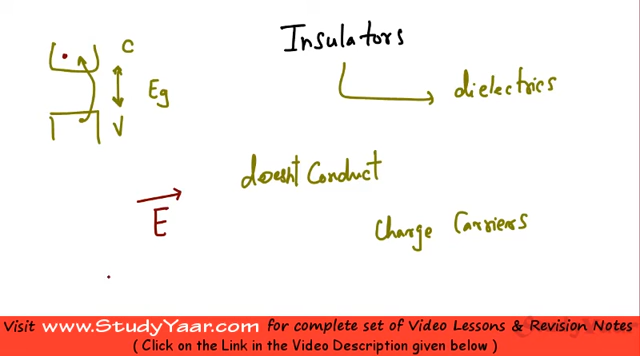 Insulators
C
Eg
V
dielectrics
doesn't Conduct
E
Charge Carriers
Visit www.StudyYaar.com for complete set of Video Lessons & Revision Notes
( Click on the Link in the Video Description given below )